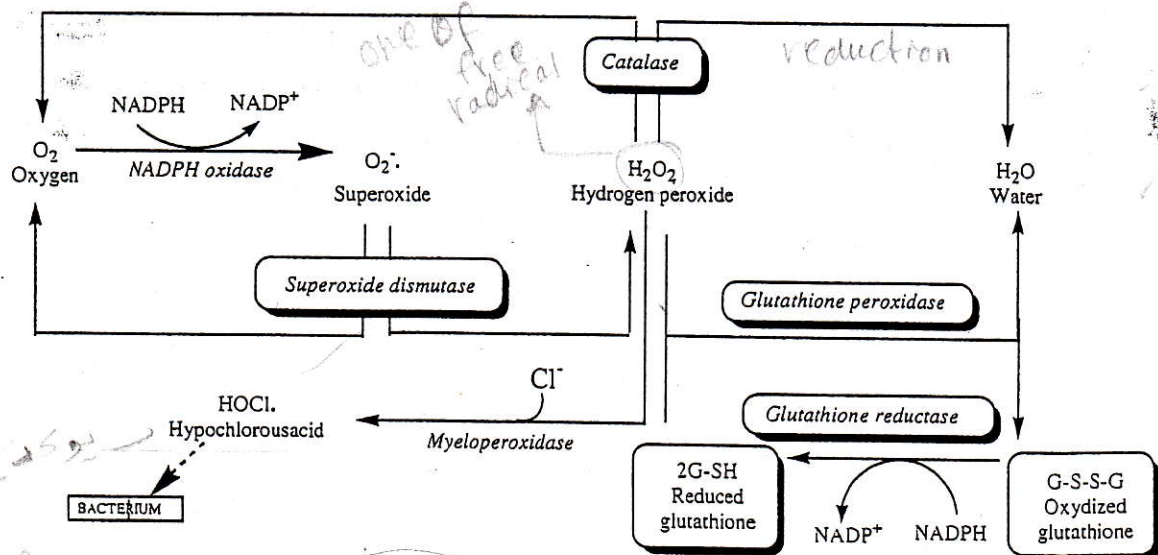 one of
free
radical
Catalase
reduction
NADPH NADP+
O2
Oxygen
NADPH oxidase
O2-.
Superoxide
H2O2
Hydrogen peroxide
H2O
Water
Superoxide dismutase
Glutathione peroxidase
Cl-
HOCl.
Hypochlorousacid
Myeloperoxidase
Glutathione reductase
BACTERIUM
2G-SH
Reduced
glutathione
NADP+ NADPH
G-S-S-G
Oxydized
glutathione